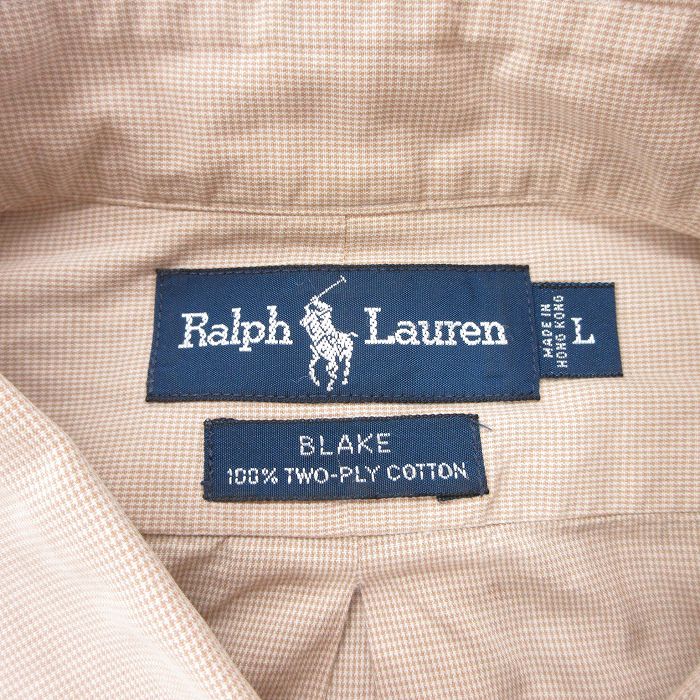 Ralph Lauren
MADE IN
HONG KONG
L
BLAKE
100% TWO-PLY COTTON